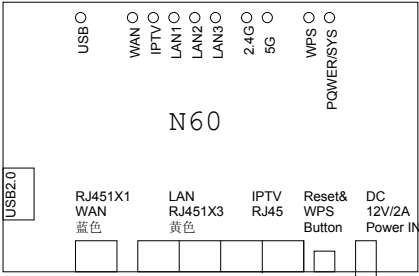 USB
WAN
IPTV
LAN1
LAN2
LAN3
2.4G
5G
WPS
PQWER/SYS
N60
USB2.0
RJ451X1
WAN
蓝色
LAN
RJ451X3
黄色
IPTV
RJ45
Reset&
WPS
Button
DC
12V/2A
Power IN